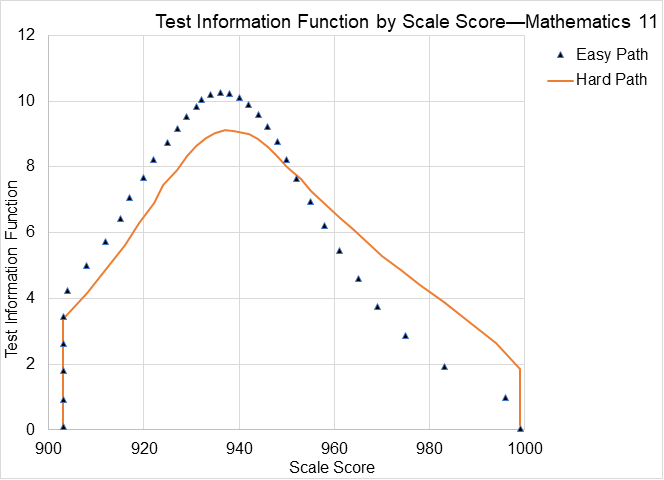 Test Information Function by Scale Score—Mathematics 11
Easy Path
Hard Path
12
10
8
6
4
2
0
Test Information Function
900 920 940 960 980 1000
Scale Score